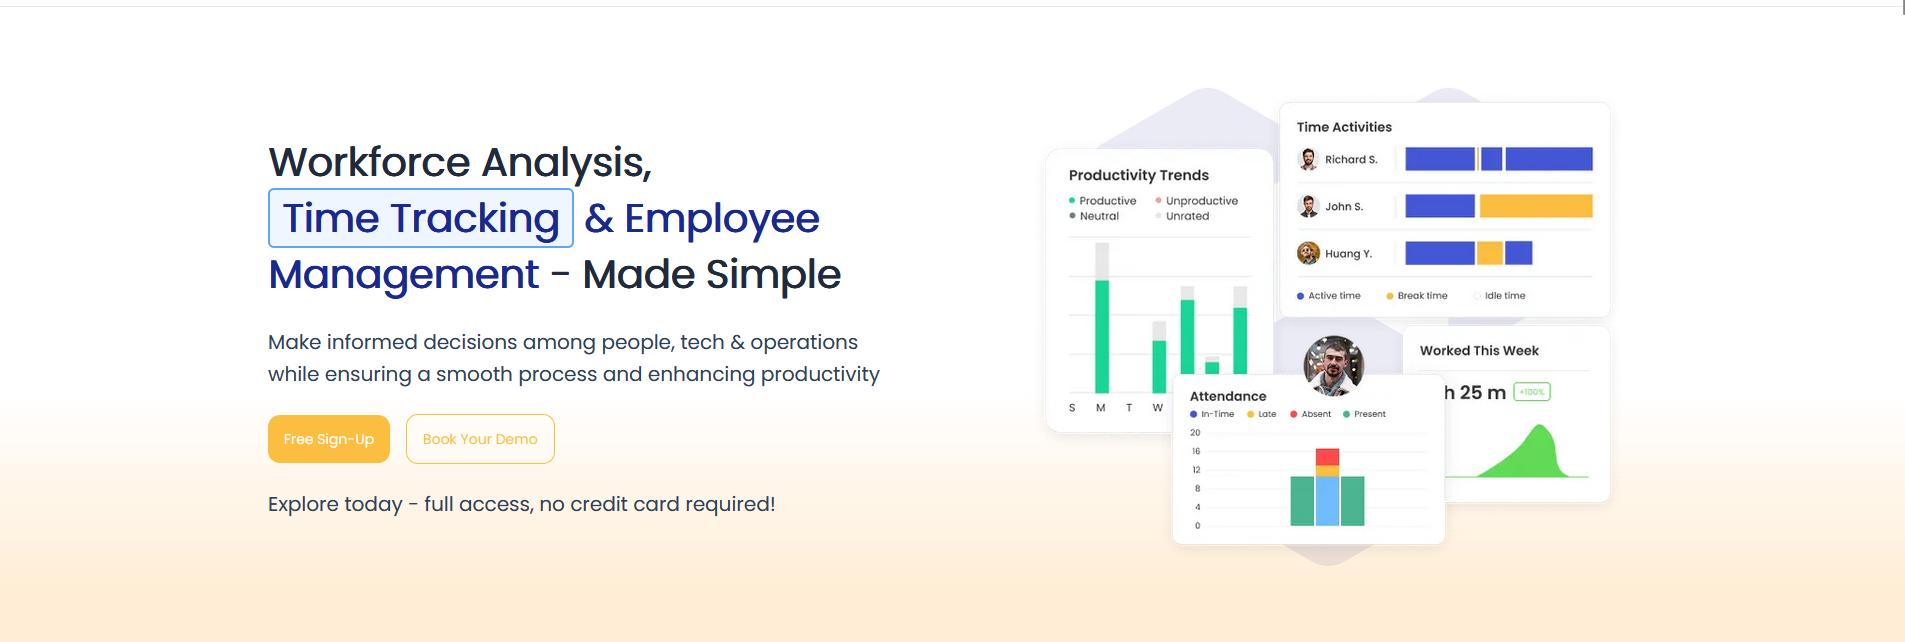 Workforce Analysis,
Time Tracking & Employee
Management - Made Simple
Make informed decisions among people, tech & operations
while ensuring a smooth process and enhancing productivity
Free Sign-Up
Book Your Demo
Explore today - full access, no credit card required!
Productivity Trends
Productive
Unproductive
Neutral
Unrated
S M T W
Time Activities
Richard S.
John S.
Huang Y.
Active time
Break time
Idle time
Worked This Week
h 25 m
+100%
Attendance
In-Time
Late
Absent
Present
20
16
12
8
4
0